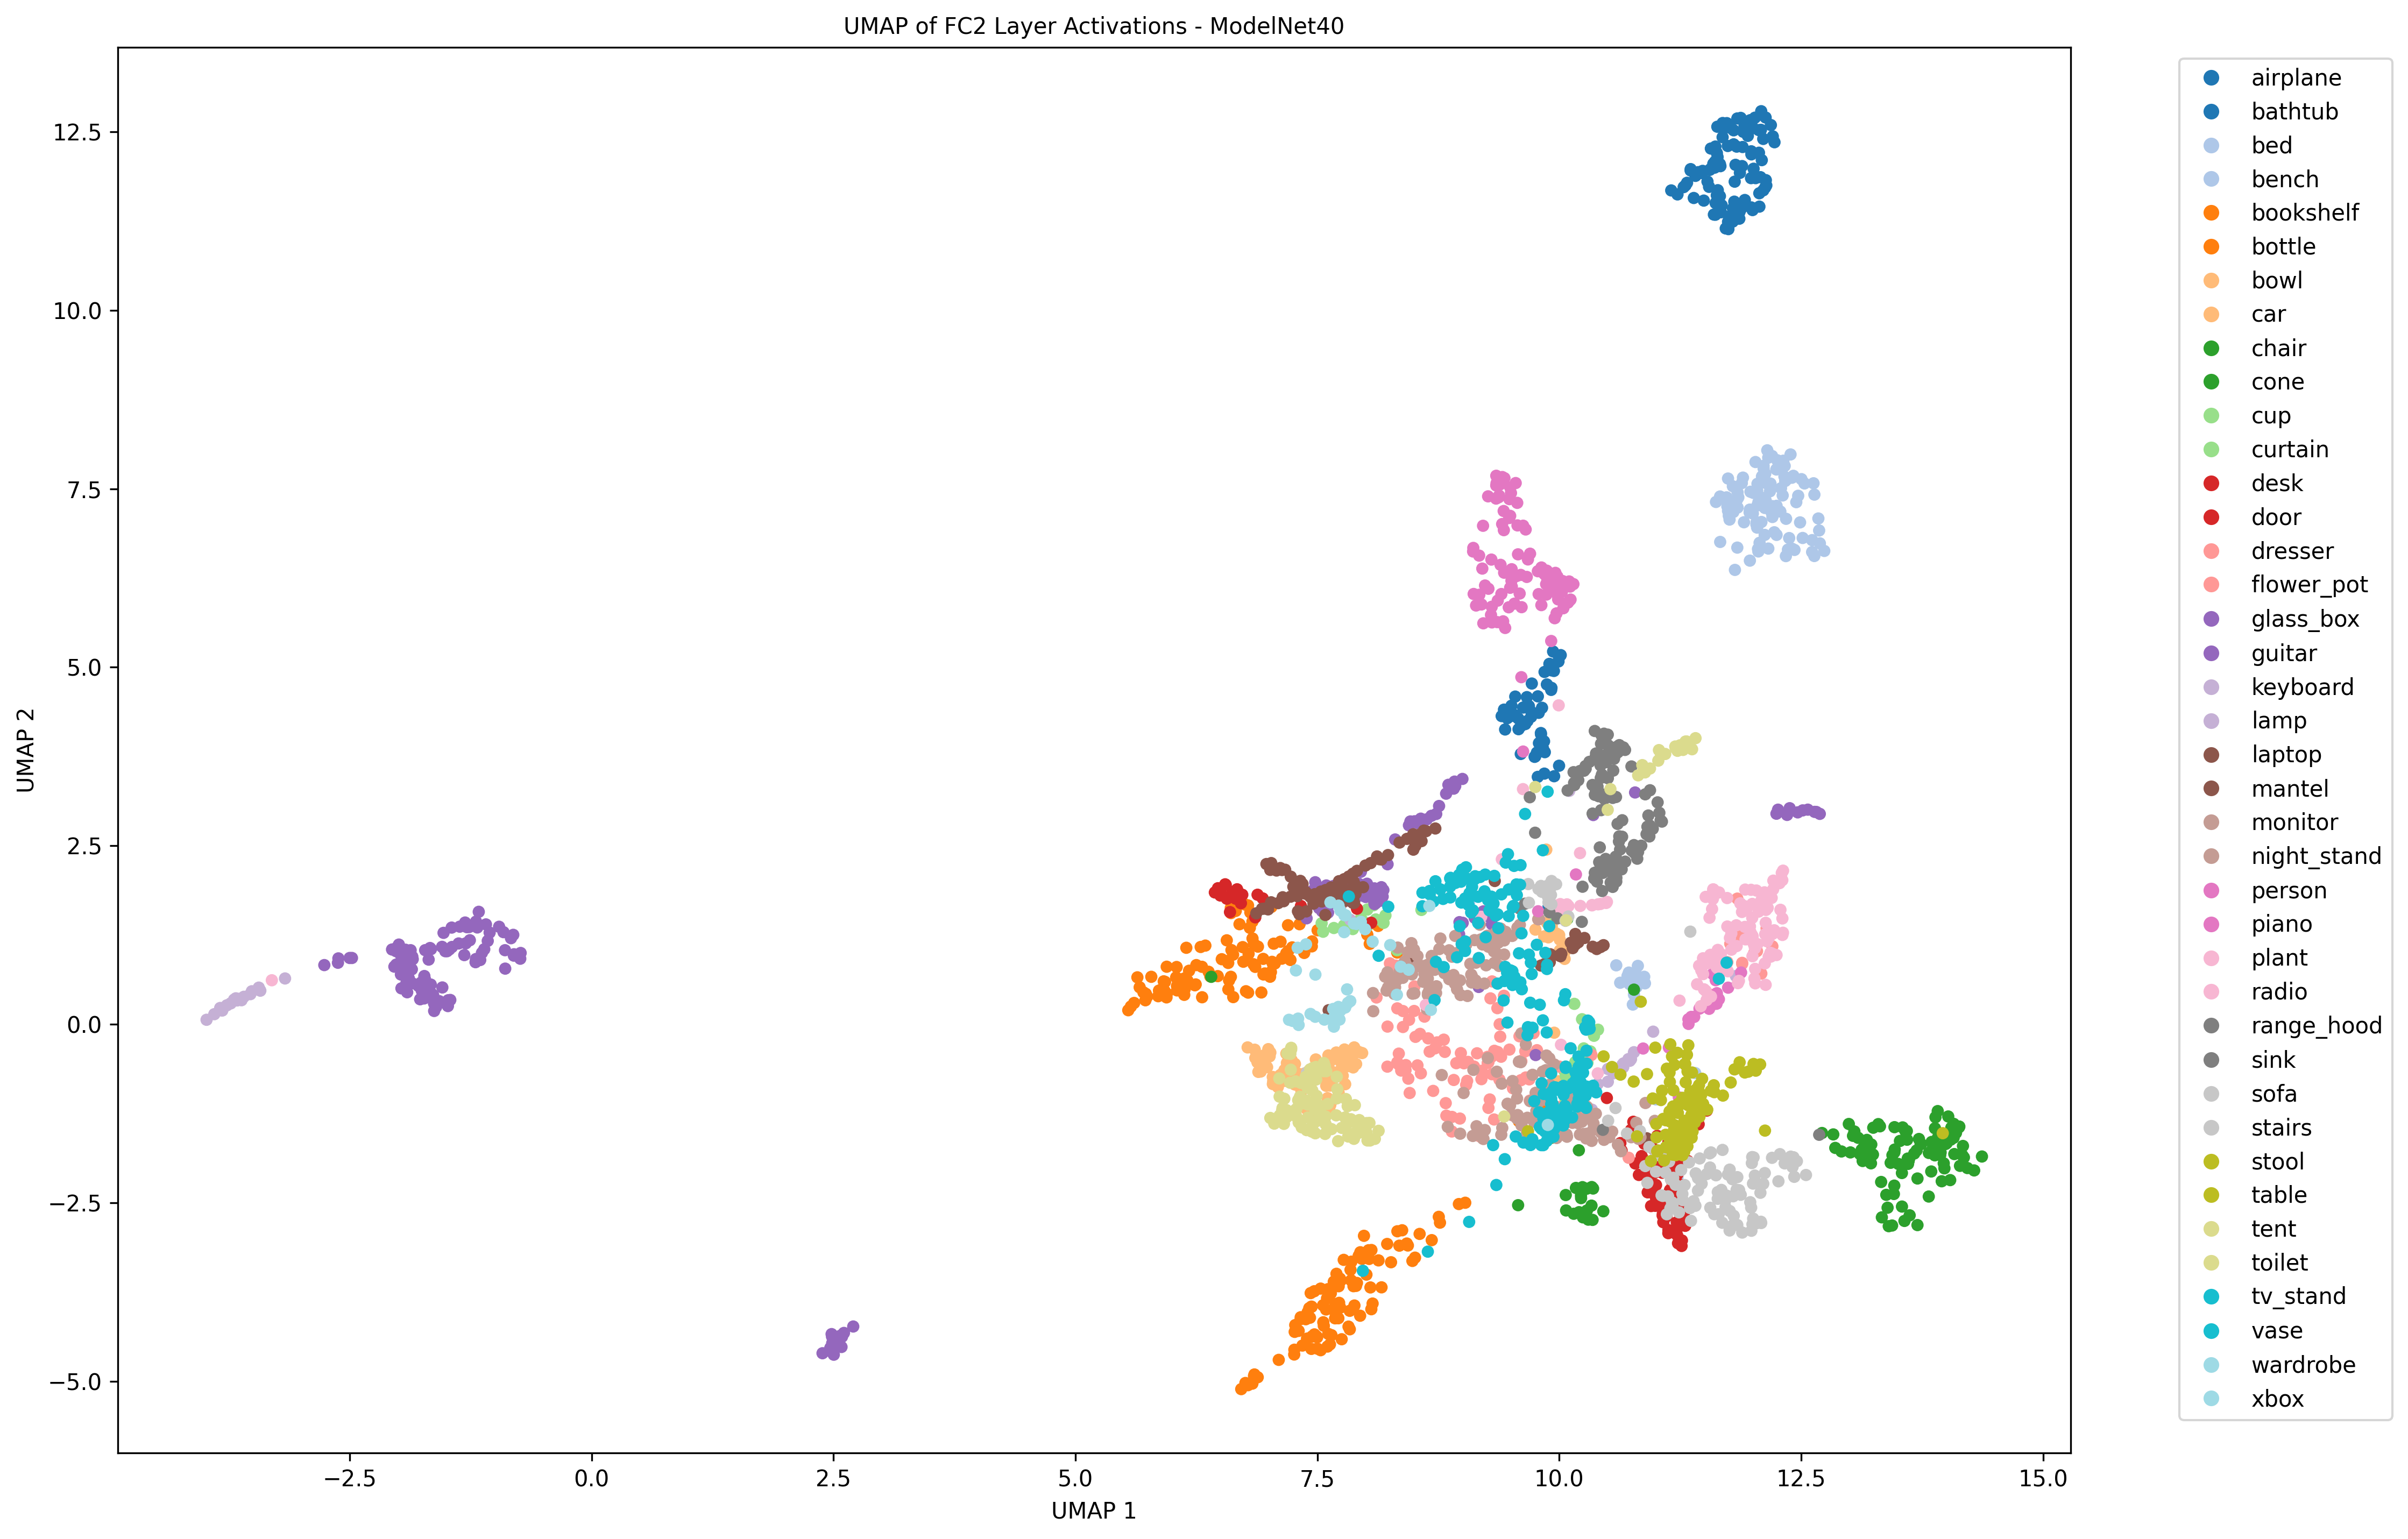 UMAP of FC2 Layer Activations - ModelNet40
12.5
10.0
7.5
5.0
2.5
0.0
−2.5
−5.0
UMAP 2
−2.5
0.0
2.5
5.0
7.5
10.0
12.5
15.0
UMAP 1
airplane
bathtub
bed
bench
bookshelf
bottle
bowl
car
chair
cone
cup
curtain
desk
door
dresser
flower_pot
glass_box
guitar
keyboard
lamp
laptop
mantel
monitor
night_stand
person
piano
plant
radio
range_hood
sink
sofa
stairs
stool
table
tent
toilet
tv_stand
vase
wardrobe
xbox